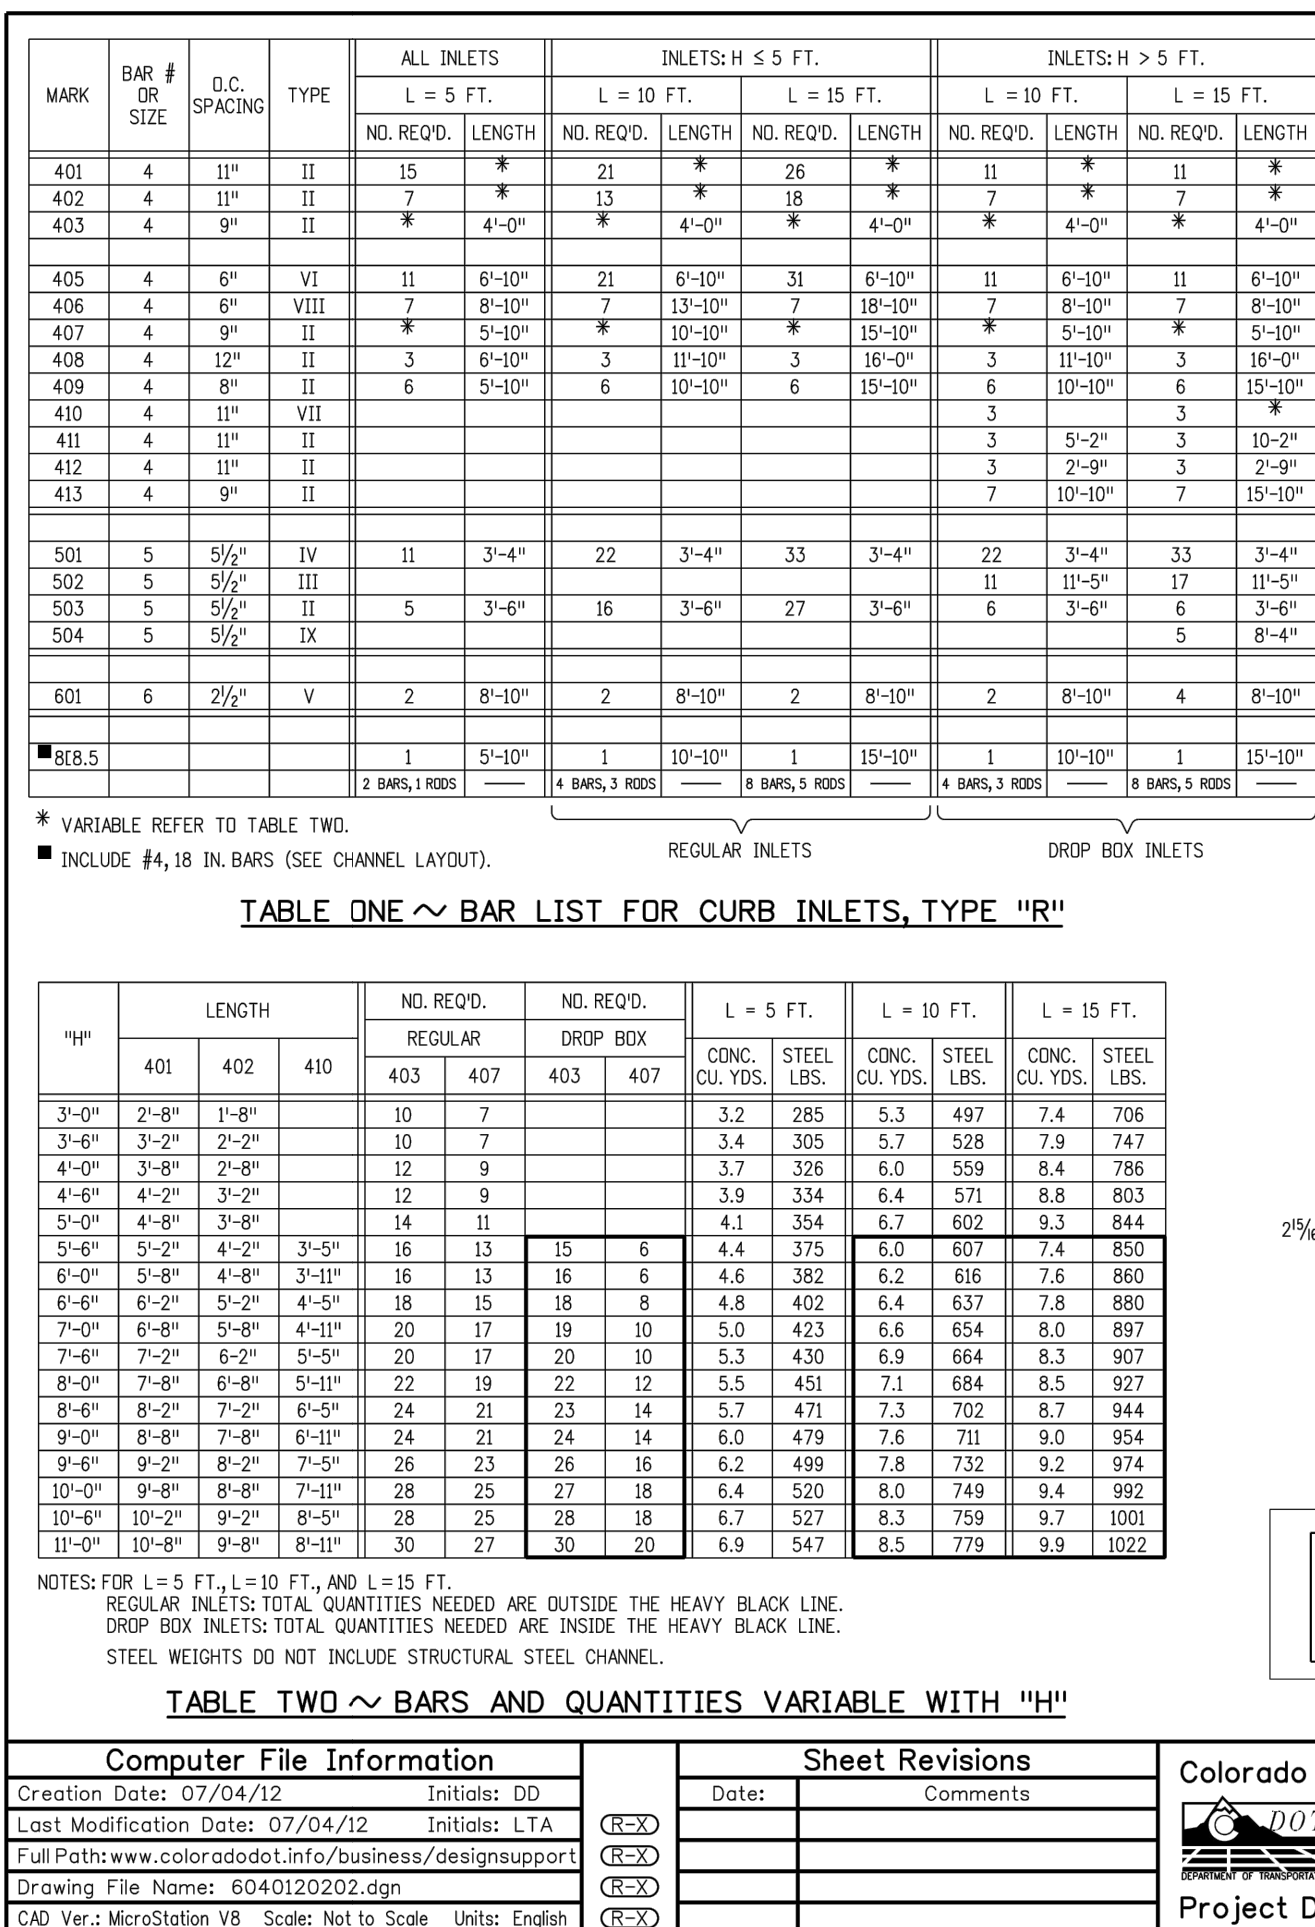 MARK BAR # OR SIZE O.C. SPACING TYPE ALL INLETS INLETS: H ≤ 5 FT. INLETS: H > 5 FT.
L = 5 FT. L = 10 FT. L = 15 FT. L = 10 FT. L = 15 FT.
NO. REQ'D. LENGTH NO. REQ'D. LENGTH NO. REQ'D. LENGTH NO. REQ'D. LENGTH NO. REQ'D. LENGTH
401 4 11" II 15 * 21 * 26 * 11 * 11 *
402 4 11" II 7 * 13 * 18 * 7 * 7 *
403 4 9" II * 4'-0" * 4'-0" * 4'-0" * 4'-0" * 4'-0"
405 4 6" VI 11 6'-10" 21 6'-10" 31 6'-10" 11 6'-10" 11 6'-10"
406 4 6" VIII 7 8'-10" 7 13'-10" 7 18'-10" 7 8'-10" 7 8'-10"
407 4 9" II * 5'-10" * 10'-10" * 15'-10" * 5'-10" * 5'-10"
408 4 12" II 3 6'-10" 3 11'-10" 3 16'-0" 3 11'-10" 3 16'-0"
409 4 8" II 6 5'-10" 6 10'-10" 6 15'-10" 6 10'-10" 6 15'-10"
410 4 11" VII 3 3 *
411 4 11" II 3 5'-2" 3 10-2"
412 4 11" II 3 2'-9" 3 2'-9"
413 4 9" II 7 10'-10" 7 15'-10"
501 5 5½" IV 11 3'-4" 22 3'-4" 33 3'-4" 22 3'-4" 33 3'-4"
502 5 5½" III 11 11'-5" 17 11'-5"
503 5 5½" II 5 3'-6" 16 3'-6" 27 3'-6" 6 3'-6" 6 3'-6"
504 5 5½" IX 5 8'-4"
601 6 2½" V 2 8'-10" 2 8'-10" 2 8'-10" 2 8'-10" 4 8'-10"
■8[8.5 1 5'-10" 1 10'-10" 1 15'-10" 1 10'-10" 1 15'-10"
2 BARS, 1 RODS — 4 BARS, 3 RODS — 8 BARS, 5 RODS — 4 BARS, 3 RODS — 8 BARS, 5 RODS —
* VARIABLE REFER TO TABLE TWO.
■ INCLUDE #4, 18 IN. BARS (SEE CHANNEL LAYOUT).
REGULAR INLETS DROP BOX INLETS
TABLE ONE ~ BAR LIST FOR CURB INLETS, TYPE "R"
"H" LENGTH NO. REQ'D. NO. REQ'D. L = 5 FT. L = 10 FT. L = 15 FT.
REGULAR DROP BOX
401 402 410 403 407 403 407 CONC. CU. YDS. STEEL LBS. CONC. CU. YDS. STEEL LBS. CONC. CU. YDS. STEEL LBS.
3'-0" 2'-8" 1'-8" 10 7 3.2 285 5.3 497 7.4 706
3'-6" 3'-2" 2'-2" 10 7 3.4 305 5.7 528 7.9 747
4'-0" 3'-8" 2'-8" 12 9 3.7 326 6.0 559 8.4 786
4'-6" 4'-2" 3'-2" 12 9 3.9 334 6.4 571 8.8 803
5'-0" 4'-8" 3'-8" 14 11 4.1 354 6.7 602 9.3 844
5'-6" 5'-2" 4'-2" 3'-5" 16 13 15 6 4.4 375 6.0 607 7.4 850
6'-0" 5'-8" 4'-8" 3'-11" 16 13 16 6 4.6 382 6.2 616 7.6 860
6'-6" 6'-2" 5'-2" 4'-5" 18 15 18 8 4.8 402 6.4 637 7.8 880
7'-0" 6'-8" 5'-8" 4'-11" 20 17 19 10 5.0 423 6.6 654 8.0 897
7'-6" 7'-2" 6-2" 5'-5" 20 17 20 10 5.3 430 6.9 664 8.3 907
8'-0" 7'-8" 6'-8" 5'-11" 22 19 22 12 5.5 451 7.1 684 8.5 927
8'-6" 8'-2" 7'-2" 6'-5" 24 21 23 14 5.7 471 7.3 702 8.7 944
9'-0" 8'-8" 7'-8" 6'-11" 24 21 24 14 6.0 479 7.6 711 9.0 954
9'-6" 9'-2" 8'-2" 7'-5" 26 23 26 16 6.2 499 7.8 732 9.2 974
10'-0" 9'-8" 8'-8" 7'-11" 28 25 27 18 6.4 520 8.0 749 9.4 992
10'-6" 10'-2" 9'-2" 8'-5" 28 25 28 18 6.7 527 8.3 759 9.7 1001
11'-0" 10'-8" 9'-8" 8'-11" 30 27 30 20 6.9 547 8.5 779 9.9 1022
NOTES: FOR L = 5 FT., L = 10 FT., AND L = 15 FT.
REGULAR INLETS: TOTAL QUANTITIES NEEDED ARE OUTSIDE THE HEAVY BLACK LINE.
DROP BOX INLETS: TOTAL QUANTITIES NEEDED ARE INSIDE THE HEAVY BLACK LINE.
STEEL WEIGHTS DO NOT INCLUDE STRUCTURAL STEEL CHANNEL.
TABLE TWO ~ BARS AND QUANTITIES VARIABLE WITH "H"
Computer File Information
Creation Date: 07/04/12 Initials: DD
Last Modification Date: 07/04/12 Initials: LTA
Full Path: www.coloradodot.info/business/designsupport
Drawing File Name: 6040120202.dgn
CAD Ver.: MicroStation V8 Scale: Not to Scale Units: English
R-X
R-X
R-X
R-X
Sheet Revisions
Date: Comments
Colorado
DEPARTMENT OF
Project D